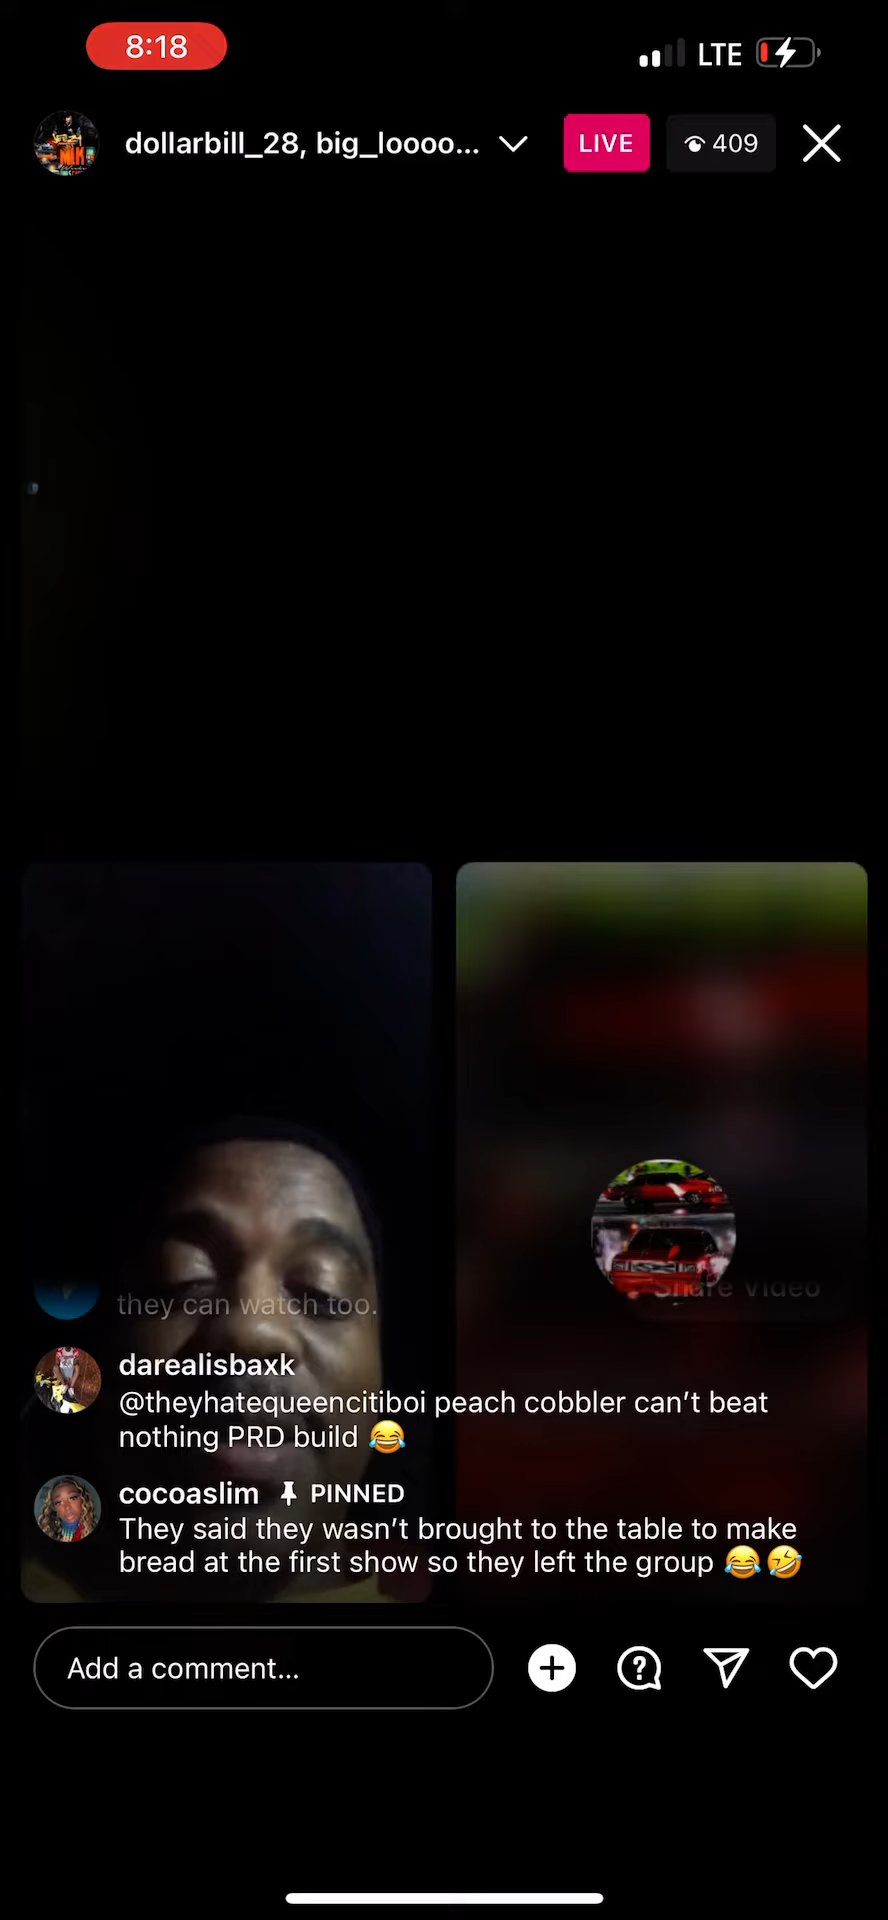 8:18
LTE
dollarbill_28, big_loooo...
LIVE
409
Share Video
they can watch too.
darealisbaxk
@theyhatequeencitiboi peach cobbler can’t beat
nothing PRD build 😂
cocoaslim PINNED
They said they wasn’t brought to the table to make
bread at the first show so they left the group 😂🤣
Add a comment...